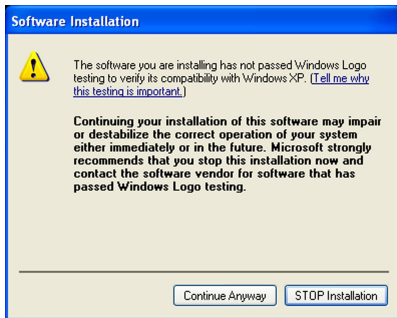 Software Installation
The software you are installing has not passed Windows Logo
testing to verify its compatibility with Windows XP. (Tell me why
this testing is important.)
Continuing your installation of this software may impair
or destabilize the correct operation of your system
either immediately or in the future. Microsoft strongly
recommends that you stop this installation now and
contact the software vendor for software that has
passed Windows Logo testing.
Continue Anyway
STOP Installation